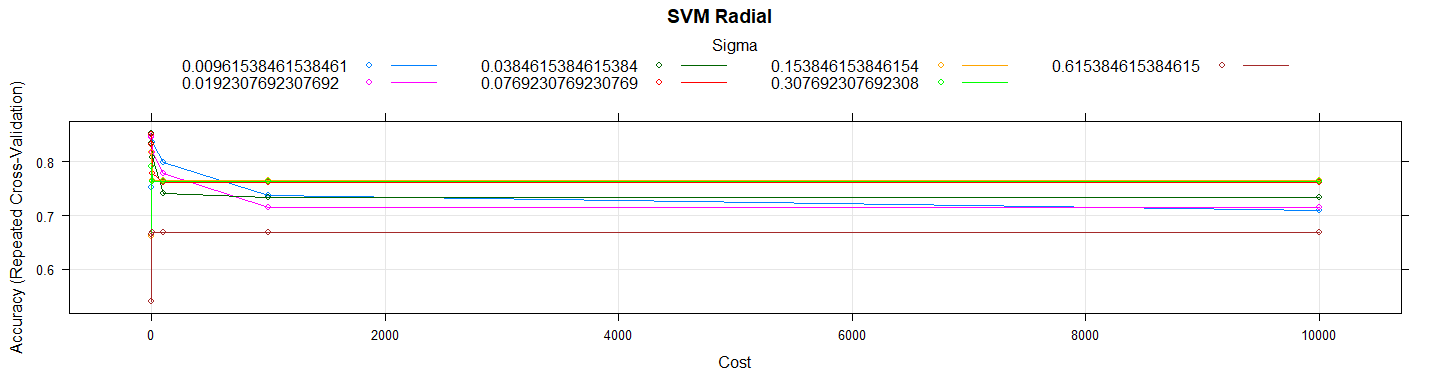 SVM Radial
Sigma
0.00961538461538461 0.0384615384615384 0.153846153846154 0.615384615384615
0.0192307692307692 0.0769230769230769 0.307692307692308
Accuracy (Repeated Cross-Validation)
0.8
0.7
0.6
0 2000 4000 6000 8000 10000
Cost